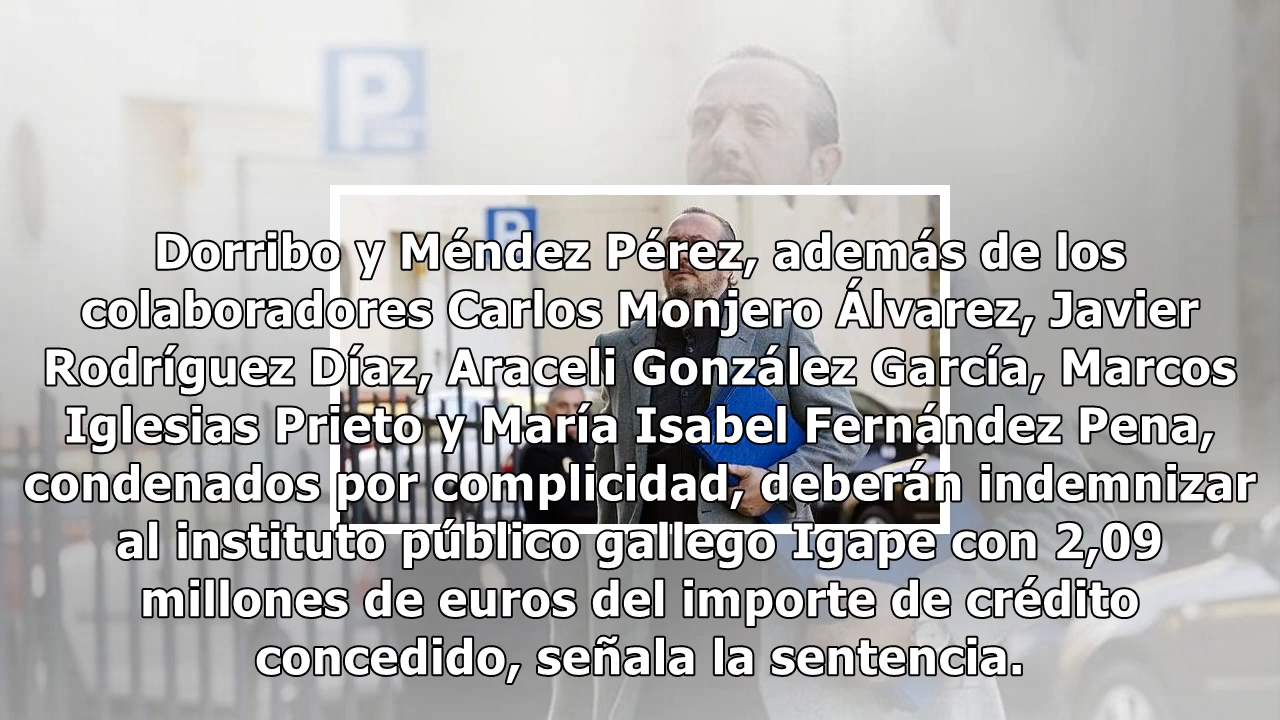 P
P
Dorribo y Méndez Pérez, además de los
colaboradores Carlos Monjero Álvarez, Javier
Rodríguez Díaz, Araceli González García, Marcos
Iglesias Prieto y María Isabel Fernández Pena,
condenados por complicidad, deberán indemnizar
al instituto público gallego Igape con 2,09
millones de euros del importe de crédito
concedido, señala la sentencia.